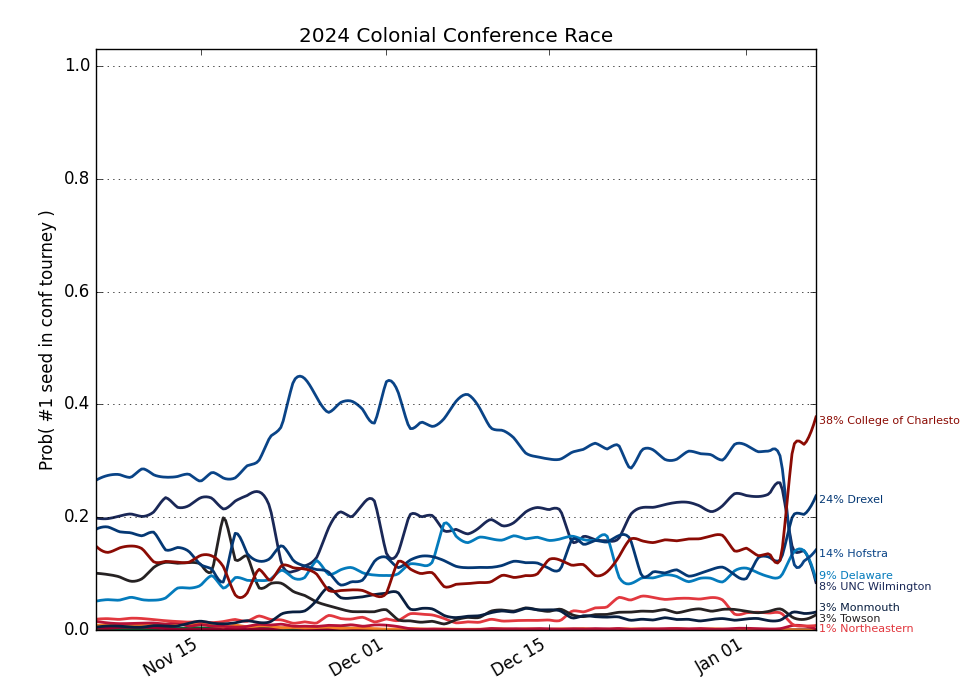 2024 Colonial Conference Race
Prob( #1 seed in conf tourney )
1.0
0.8
0.6
0.4
0.2
0.0
Nov 15
Dec 01
Dec 15
Jan 01
38% College of Charlesto
24% Drexel
14% Hofstra
9% Delaware
8% UNC Wilmington
3% Monmouth
3% Towson
1% Northeastern